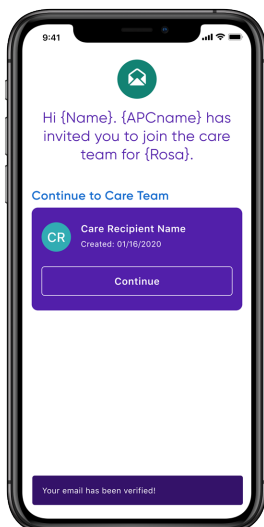 9:41
Hi {Name}. {APCname} has
invited you to join the care
team for {Rosa}.
Continue to Care Team
CR
Care Recipient Name
Created: 01/16/2020
Continue
Your email has been verified!